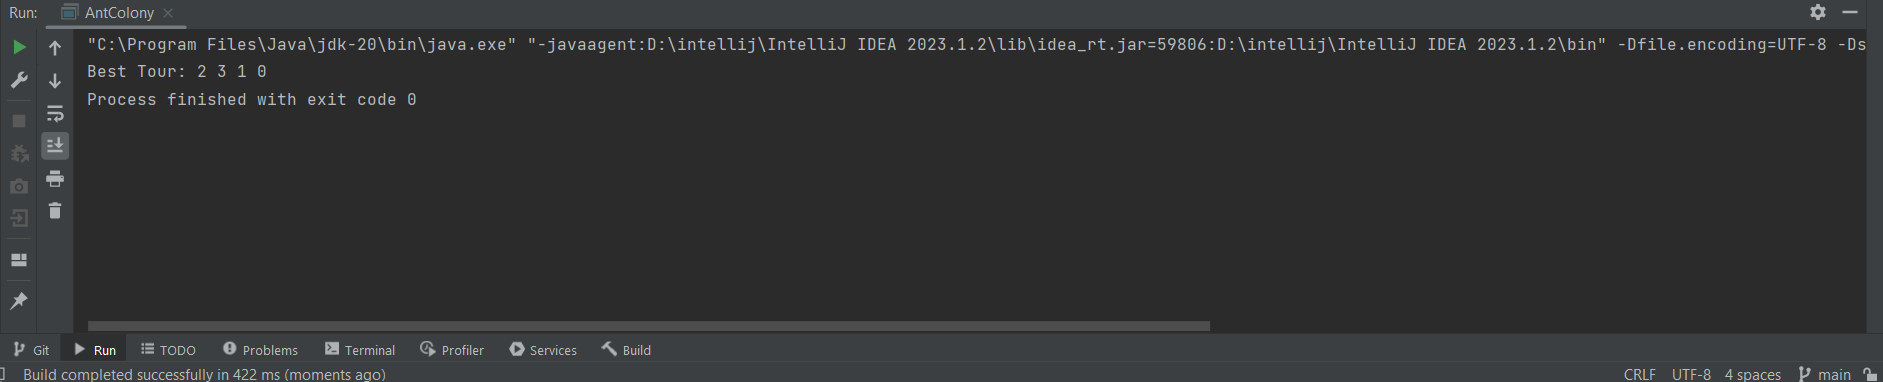 Run: AntColony
"C:\Program Files\Java\jdk-20\bin\java.exe" "-javaagent:D:\intellij\IntelliJ IDEA 2023.1.2\lib\idea_rt.jar=59806:D:\intellij\IntelliJ IDEA 2023.1.2\bin" -Dfile.encoding=UTF-8 -Ds
Best Tour: 2 3 1 0
Process finished with exit code 0
Git Run TODO Problems Terminal Profiler Services Build
Build completed successfully in 422 ms (moments ago) CRLF UTF-8 4 spaces main